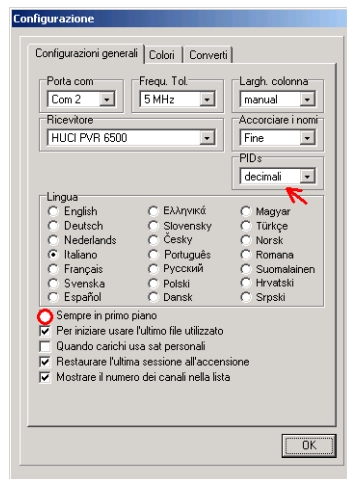 Configurazione
Configurazioni generali Colori Converti
Porta com Frequ. Tol. Largh. colonna
Com 2 5 MHz manual
Ricevitore Accorciare i nomi
HUCI PVR 6500 Fine
PIDs
decimali
Lingua
English Ελληνικά Magyar
Deutsch Slovensky Türkçe
Nederlands Česky Norsk
Italiano Português Romana
Français Русский Suomalainen
Svenska Polski Hrvatski
Español Dansk Srpski
Sempre in primo piano
Per iniziare usare l'ultimo file utilizzato
Quando carichi usa sat personali
Restaurare l'ultima sessione all'accensione
Mostrare il numero dei canali nella lista
OK